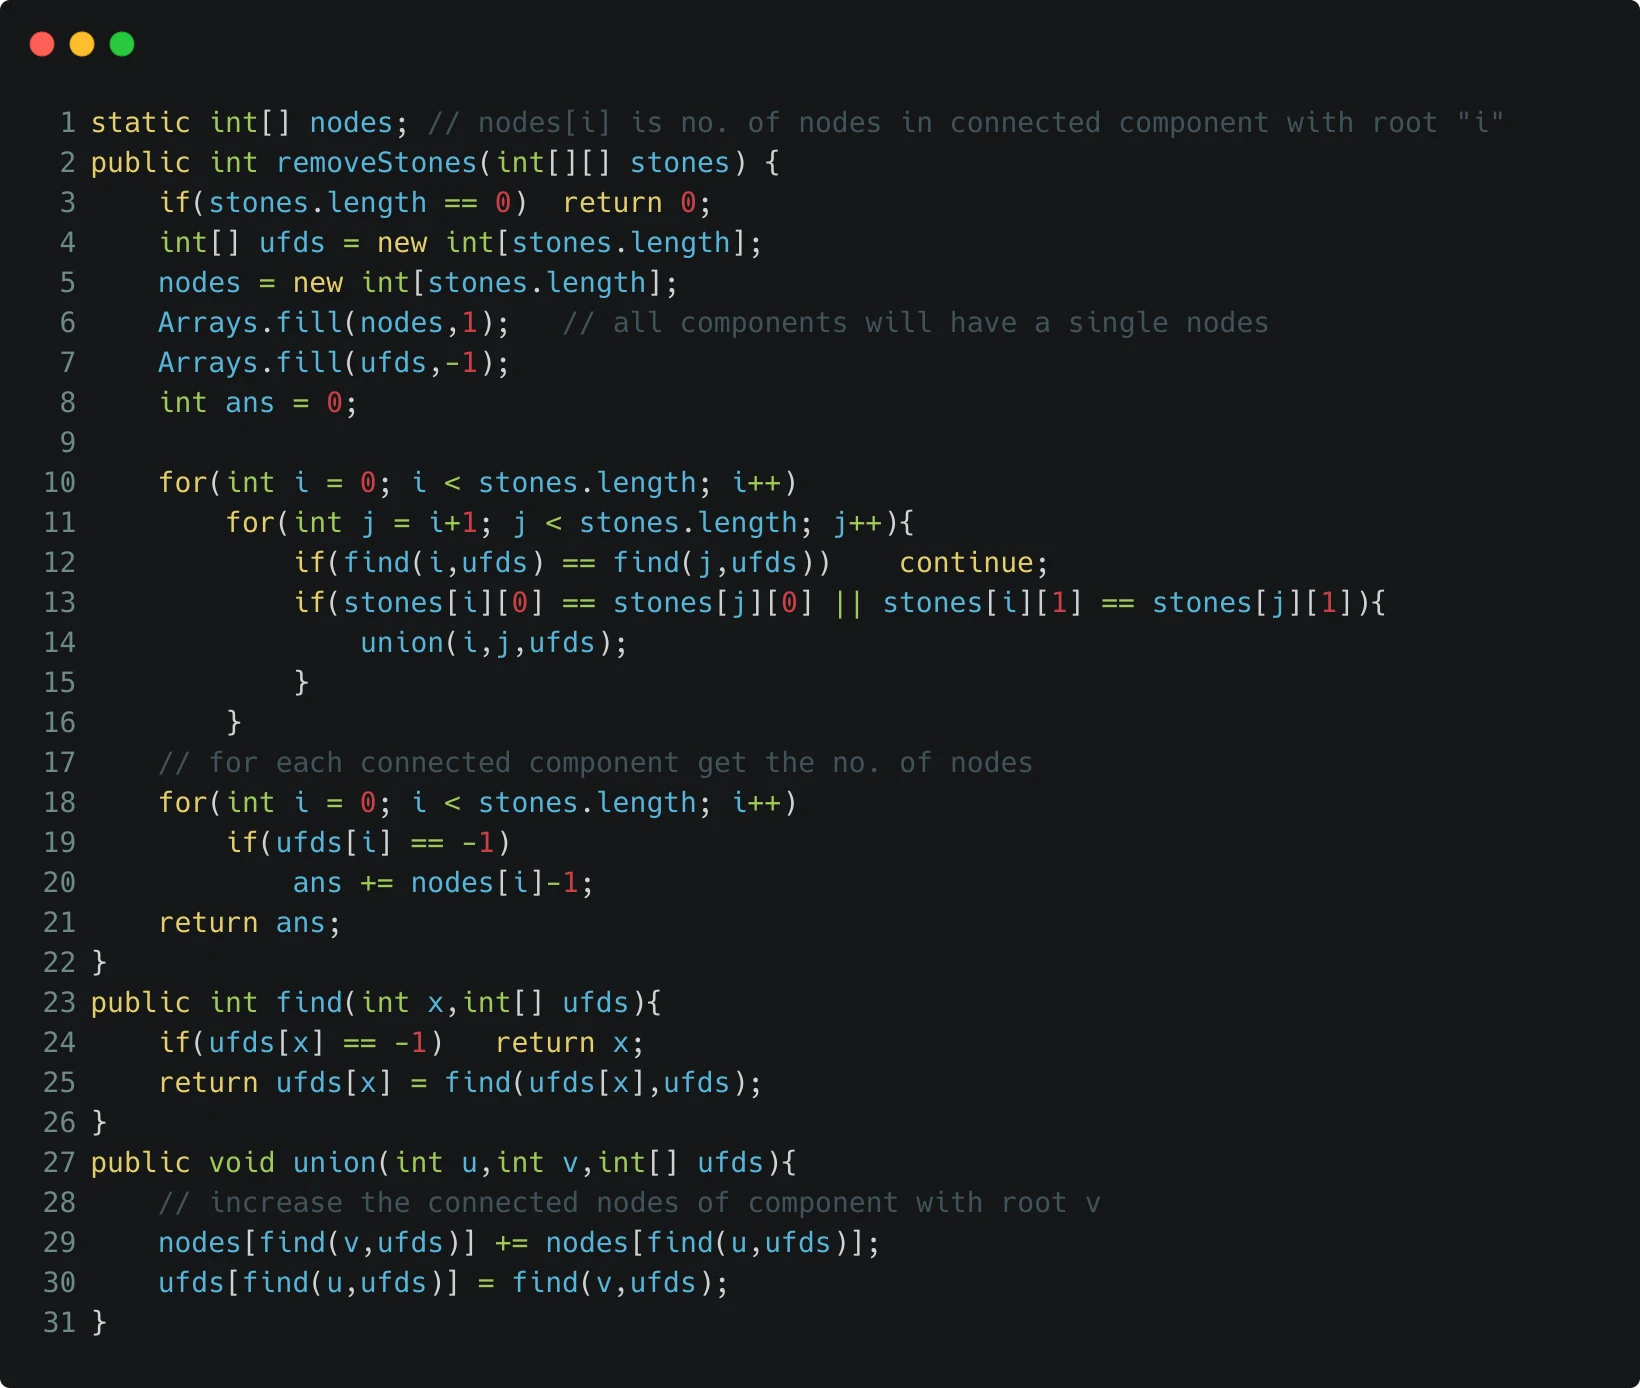 1 static int[] nodes; // nodes[i] is no. of nodes in connected component with root "i"
2 public int removeStones(int[][] stones) {
3     if(stones.length == 0)  return 0;
4     int[] ufds = new int[stones.length];
5     nodes = new int[stones.length];
6     Arrays.fill(nodes,1);   // all components will have a single nodes
7     Arrays.fill(ufds,-1);
8     int ans = 0;
9
10     for(int i = 0; i < stones.length; i++)
11         for(int j = i+1; j < stones.length; j++){
12             if(find(i,ufds) == find(j,ufds))    continue;
13             if(stones[i][0] == stones[j][0] || stones[i][1] == stones[j][1]){
14                 union(i,j,ufds);
15             }
16         }
17     // for each connected component get the no. of nodes
18     for(int i = 0; i < stones.length; i++)
19         if(ufds[i] == -1)
20             ans += nodes[i]-1;
21     return ans;
22 }
23 public int find(int x,int[] ufds){
24     if(ufds[x] == -1)   return x;
25     return ufds[x] = find(ufds[x],ufds);
26 }
27 public void union(int u,int v,int[] ufds){
28     // increase the connected nodes of component with root v
29     nodes[find(v,ufds)] += nodes[find(u,ufds)];
30     ufds[find(u,ufds)] = find(v,ufds);
31 }